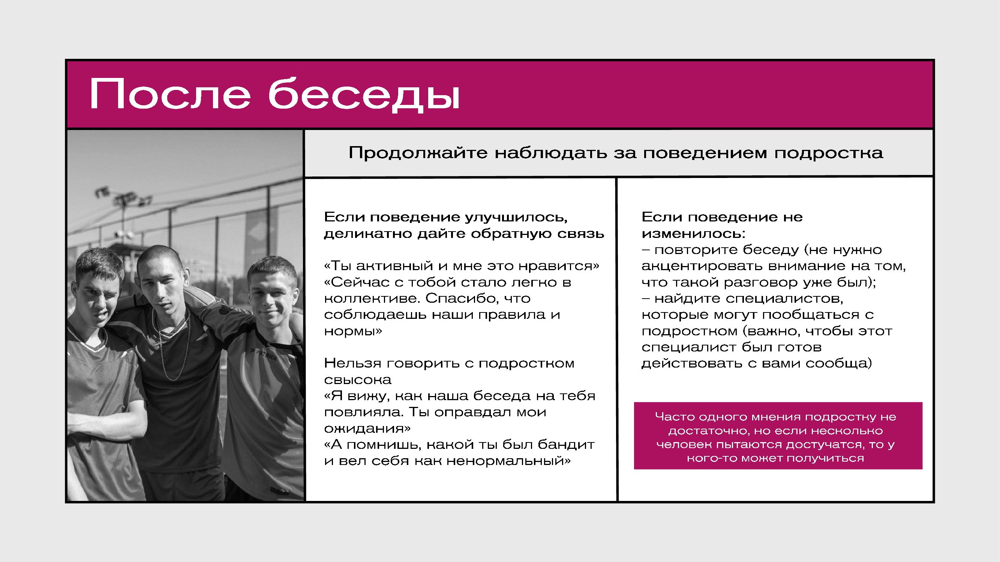 После беседы
Продолжайте наблюдать за поведением подростка
Если поведение улучшилось,
деликатно дайте обратную связь
«Ты активный и мне это нравится»
«Сейчас с тобой стало легко в
коллективе. Спасибо, что
соблюдаешь наши правила и
нормы»
Нельзя говорить с подростком
свысока
«Я вижу, как наша беседа на тебя
повлияла. Ты оправдал мои
ожидания»
«А помнишь, какой ты был бандит
и вел себя как ненормальный»
Если поведение не
изменилось:
– повторите беседу (не нужно
акцентировать внимание на том,
что такой разговор уже был);
– найдите специалистов,
которые могут пообщаться с
подростком (важно, чтобы этот
специалист был готов
действовать с вами сообща)
Часто одного мнения подростку не
достаточно, но если несколько
человек пытаются достучатся, то у
кого-то может получиться
PATRICK